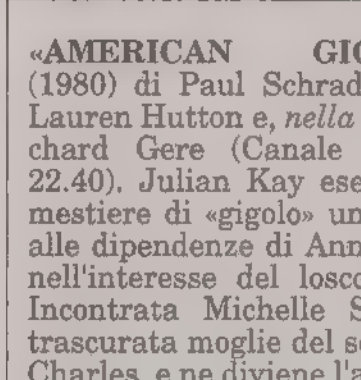 «AMERICAN GIG
(1980) di Paul Schrad
Lauren Hutton e, nella
chard Gere (Canale
22.40). Julian Kay ese
mestiere di «gigolo» un
alle dipendenze di Ann
nell'interesse del losco
Incontrata Michelle S
trascurata moglie del se
Charles, e ne diviene l'a